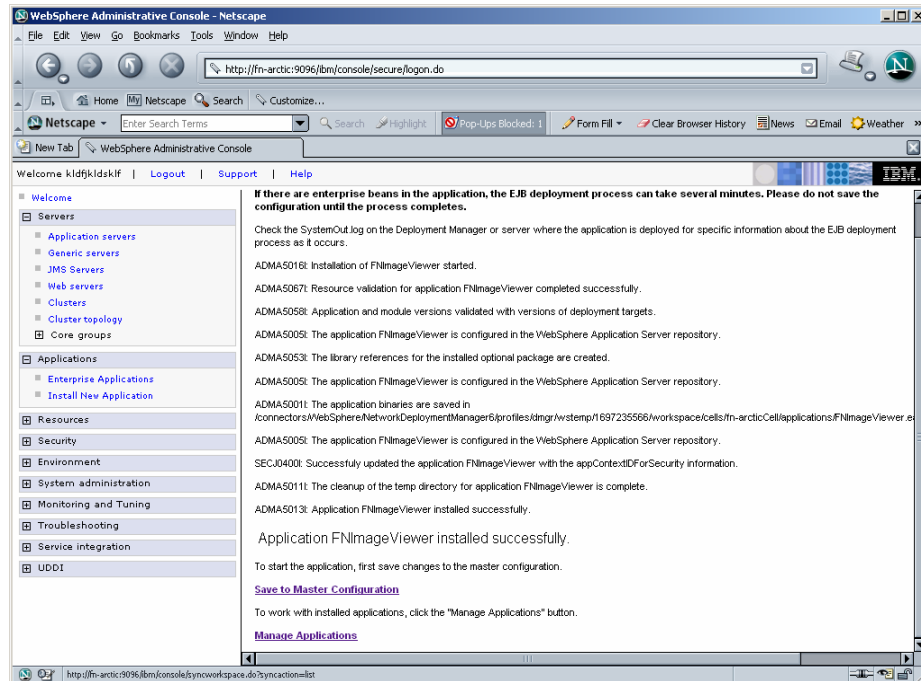 WebSphere Administrative Console - Netscape
File Edit View Go Bookmarks Tools Window Help
http://fn-arctic:9096/ibm/console/secure/logon.do
Home My Netscape Search Customize...
Netscape Enter Search Terms Search Highlight Pop-Ups Blocked: 1 Form Fill Clear Browser History News Email Weather »
New Tab WebSphere Administrative Console
Welcome kldfjkldsklf | Logout | Support | Help
IBM.
Welcome
Servers
Application servers
Generic servers
JMS Servers
Web servers
Clusters
Cluster topology
Core groups
Applications
Enterprise Applications
Install New Application
Resources
Security
Environment
System administration
Monitoring and Tuning
Troubleshooting
Service integration
UDDI
If there are enterprise beans in the application, the EJB deployment process can take several minutes. Please do not save the
configuration until the process completes.
Check the SystemOut.log on the Deployment Manager or server where the application is deployed for specific information about the EJB deployment
process as it occurs.
ADMA5016I: Installation of FNImageViewer started.
ADMA5067I: Resource validation for application FNImageViewer completed successfully.
ADMA5058I: Application and module versions validated with versions of deployment targets.
ADMA5005I: The application FNImageViewer is configured in the WebSphere Application Server repository.
ADMA5053I: The library references for the installed optional package are created.
ADMA5005I: The application FNImageViewer is configured in the WebSphere Application Server repository.
ADMA5001I: The application binaries are saved in
/connectors/WebSphere/NetworkDeploymentManager6/profiles/dmgr/wstemp/1697235566/workspace/cells/fn-arcticCell/applications/FNImageViewer.ea
ADMA5005I: The application FNImageViewer is configured in the WebSphere Application Server repository.
SECJ0400I: Successfuly updated the application FNImageViewer with the appContextIDForSecurity information.
ADMA5011I: The cleanup of the temp directory for application FNImageViewer is complete.
ADMA5013I: Application FNImageViewer installed successfully.
Application FNImageViewer installed successfully.
To start the application, first save changes to the master configuration.
Save to Master Configuration
To work with installed applications, click the "Manage Applications" button.
Manage Applications
http://fn-arctic:9096/ibm/console/syncworkspace.do?syncaction=list